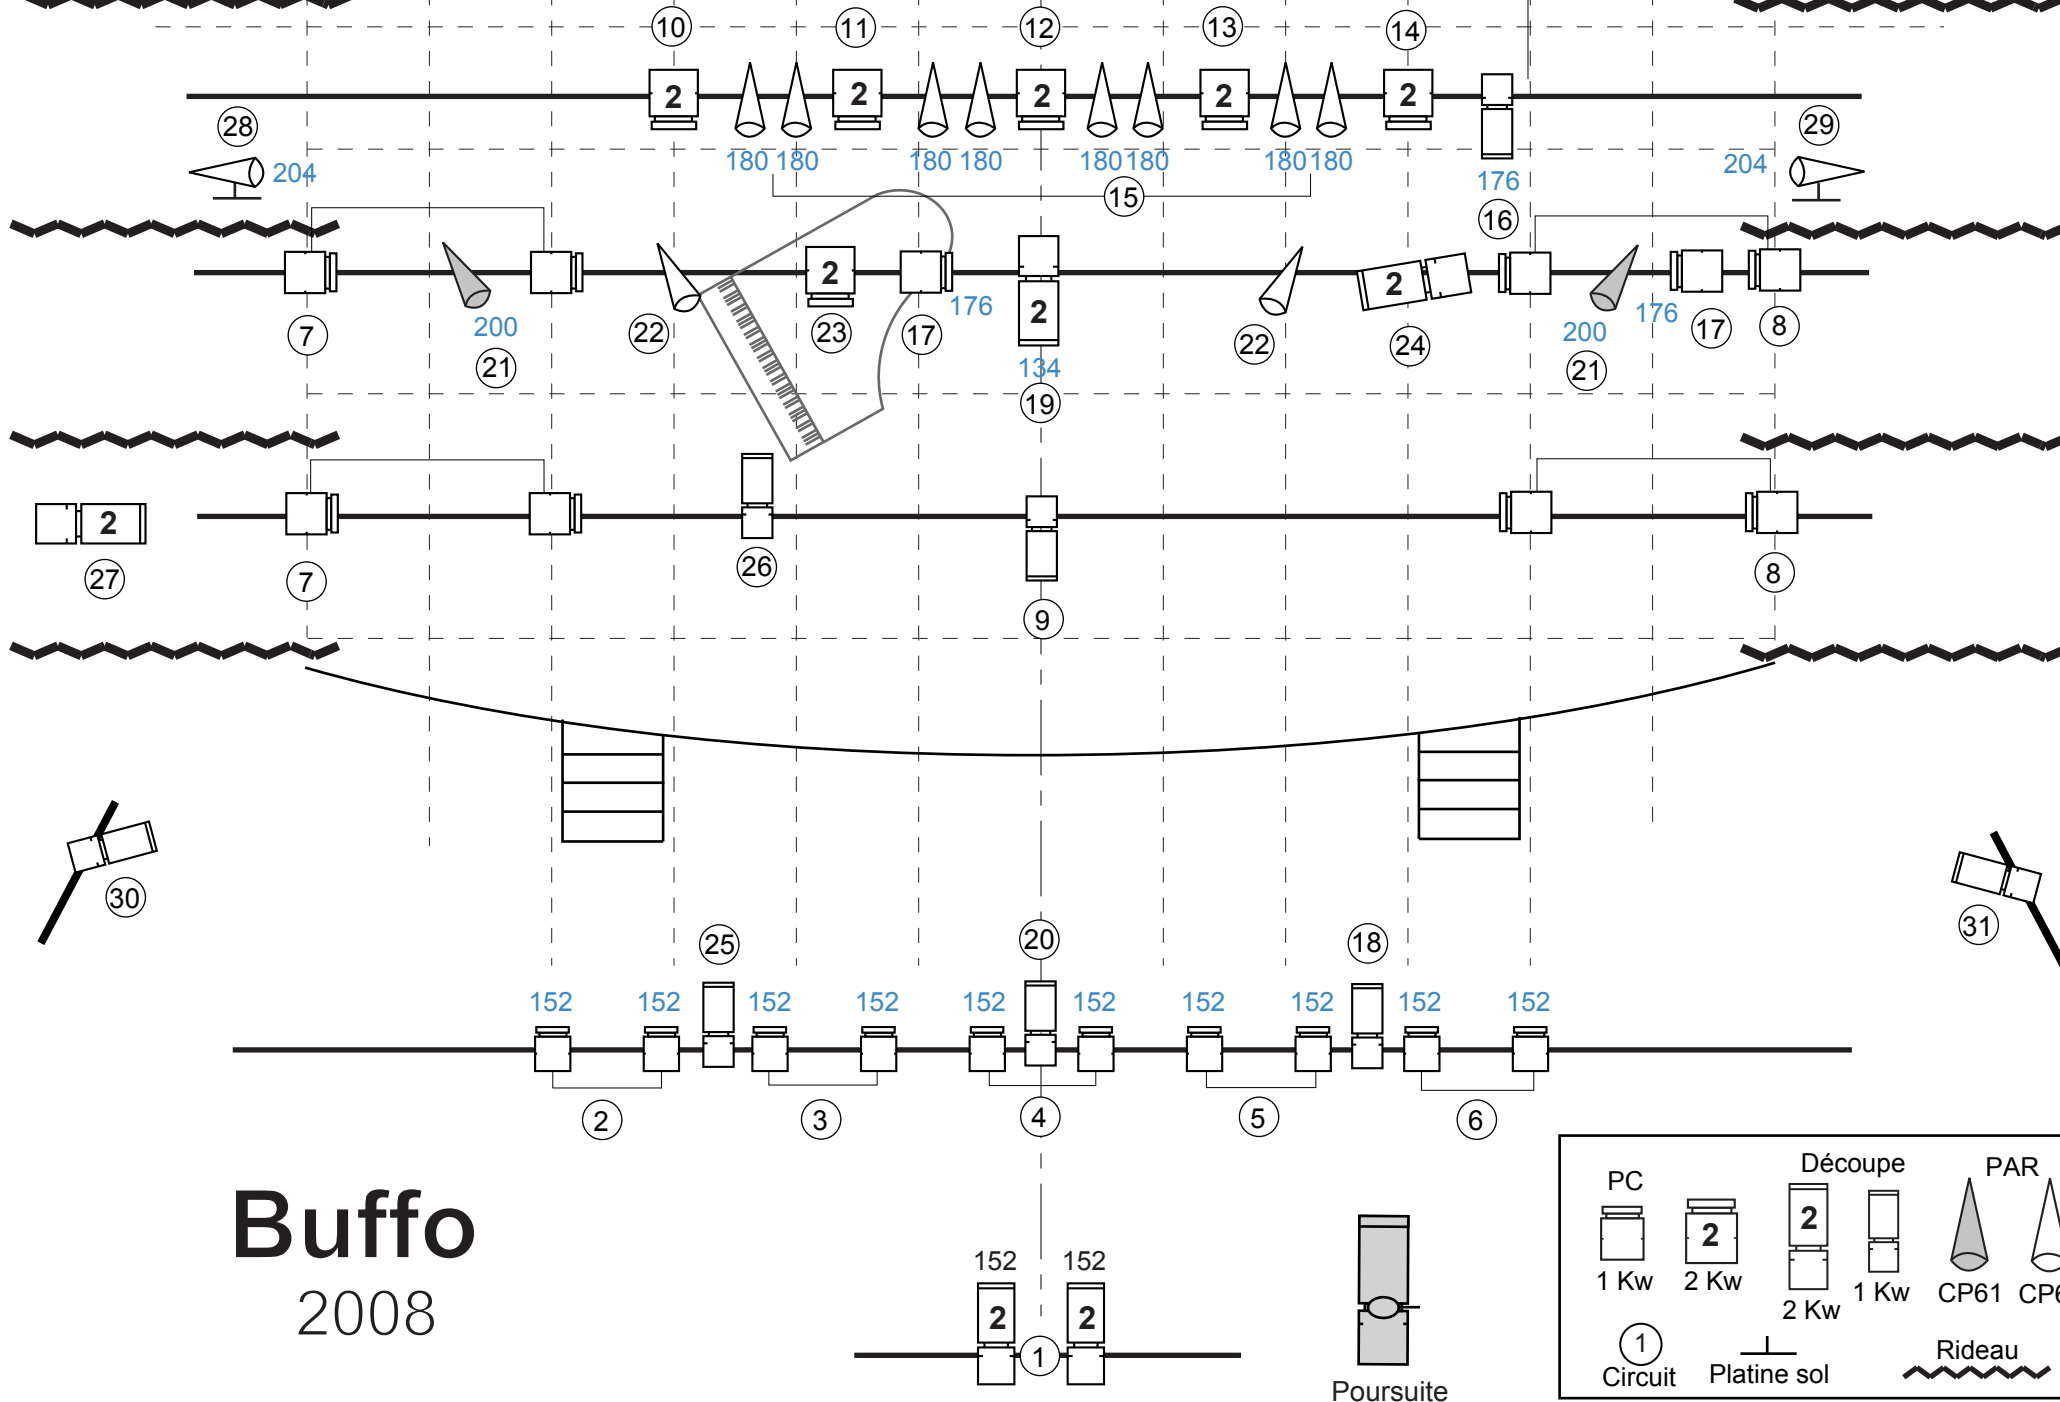 10 11 12 13 14
2 2 2 2 2
28 29
180 180 180 180 180 180 180 180
204 204
176
15
16
2 2 2
200 176 200 176
7 22 23 17 19 22 24 17 8
134
21 21
2
27 7 26 9 8
30 31
25 20 18
152 152 152 152 152 152 152 152 152 152
2 3 4 5 6
Buffo
2008
152 152
2 2
1
Poursuite
Découpe
PC PAR
2 2
1 Kw 2 Kw 2 Kw 1 Kw CP61
1
Circuit Platine sol Rideau